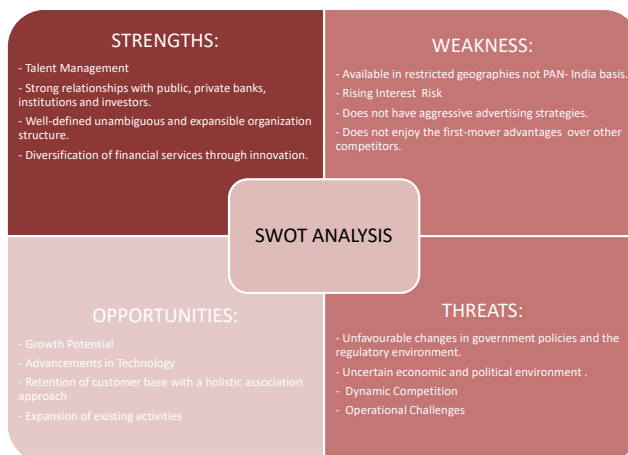 STRENGTHS:
- Talent Management
- Strong relationships with public, private banks,
institutions and investors.
- Well-defined unambiguous and expansible organization
structure.
- Diversification of financial services through innovation.
WEAKNESS:
- Available in restricted geographies not PAN- India basis.
- Rising Interest Risk
- Does not have aggressive advertising strategies.
- Does not enjoy the first-mover advantages over other
competitors.
SWOT ANALYSIS
OPPORTUNITIES:
- Growth Potential
- Advancements in Technology
- Retention of customer base with a holistic association
approach
- Expansion of existing activities
THREATS:
- Unfavourable changes in government policies and the
regulatory environment.
- Uncertain economic and political environment .
- Dynamic Competition
- Operational Challenges